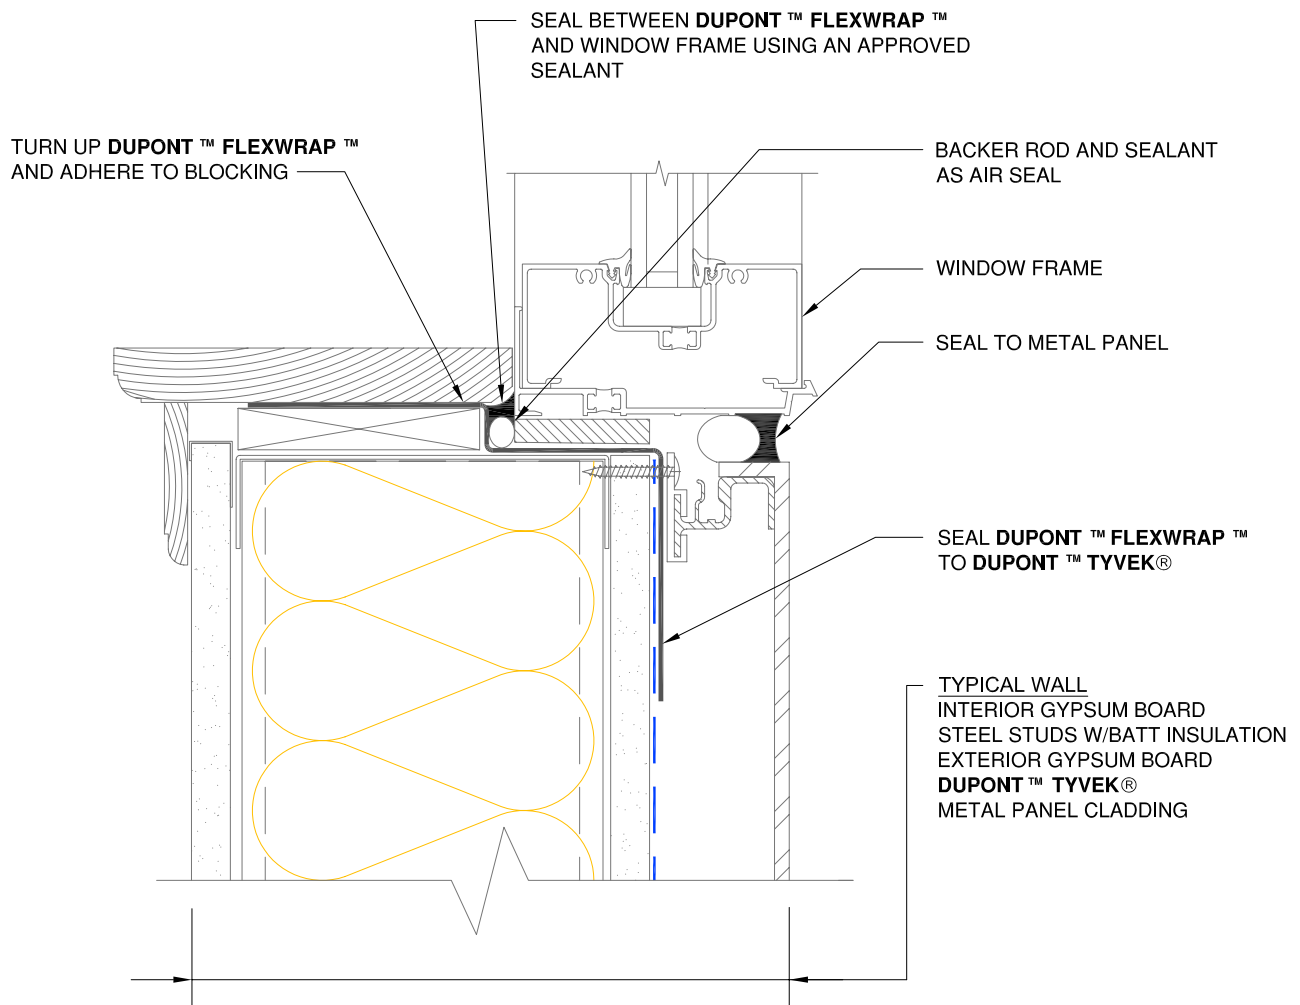 SEAL BETWEEN DUPONT ™ FLEXWRAP ™
AND WINDOW FRAME USING AN APPROVED
SEALANT
TURN UP DUPONT ™ FLEXWRAP ™
AND ADHERE TO BLOCKING
BACKER ROD AND SEALANT
AS AIR SEAL
WINDOW FRAME
SEAL TO METAL PANEL
SEAL DUPONT ™ FLEXWRAP ™
TO DUPONT ™ TYVEK®
TYPICAL WALL
INTERIOR GYPSUM BOARD
STEEL STUDS W/BATT INSULATION
EXTERIOR GYPSUM BOARD
DUPONT ™ TYVEK®
METAL PANEL CLADDING